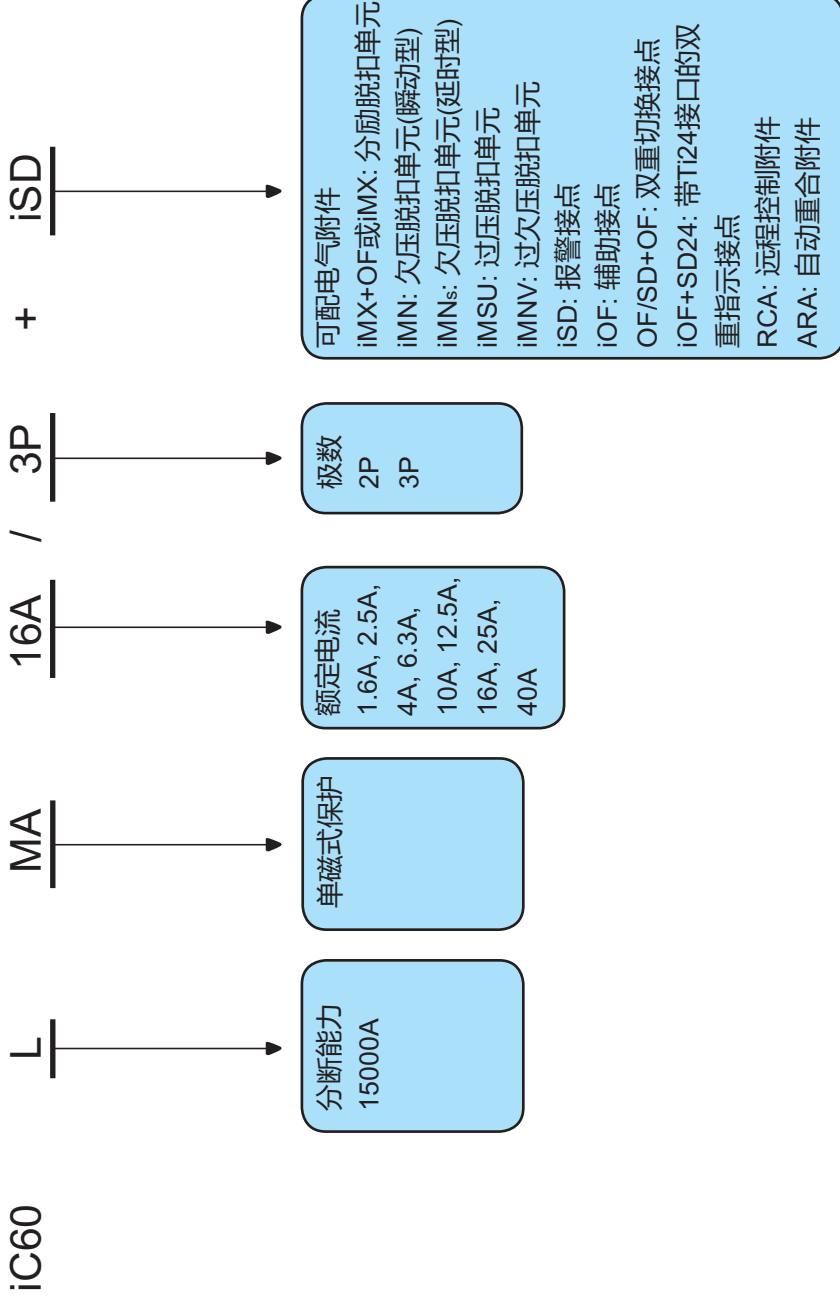 iC60 L MA 16A / 3P + iSD
分断能力
15000A
单磁式保护
额定电流
1.6A, 2.5A,
4A, 6.3A,
10A, 12.5A,
16A, 25A,
40A
极数
2P
3P
可配电气附件
iMX+OF或iMX: 分励脱扣单元
iMN: 欠压脱扣单元(瞬动型)
iMNs: 欠压脱扣单元(延时型)
iMSU: 过压脱扣单元
iMNV: 过欠压脱扣单元
iSD: 报警接点
iOF: 辅助接点
OF/SD+OF: 双重切换接点
iOF+SD24: 带Ti24接口的双
重指示接点
RCA: 远程控制附件
ARA: 自动重合附件